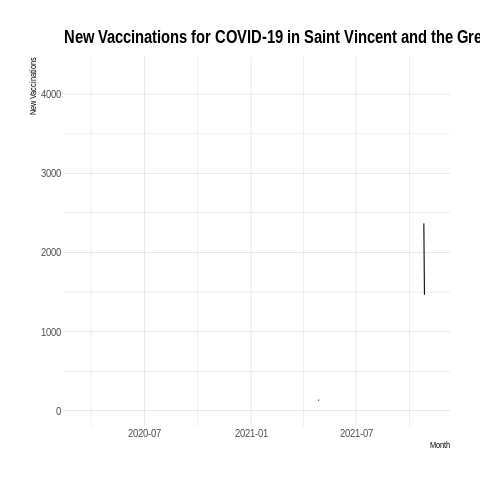 New Vaccinations for COVID-19 in Saint Vincent and the Gre
New Vaccinations
4000
3000
2000
1000
0
2020-07 2021-01 2021-07
Month